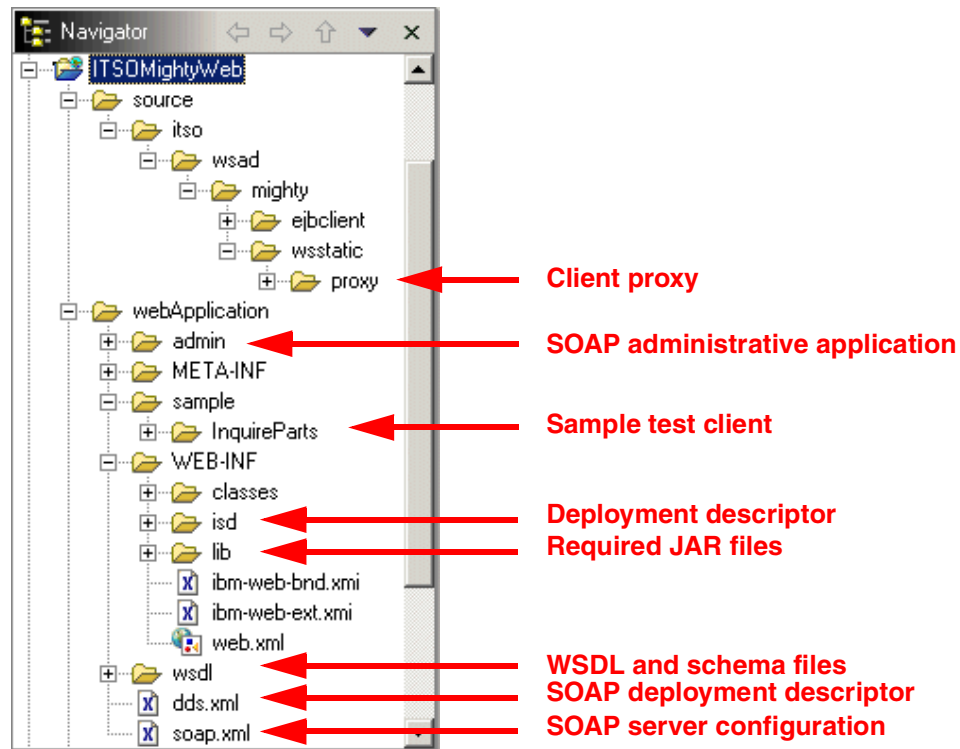 Navigator
ITSOMightyWeb
source
itso
wsad
mighty
ejbclient
wsstatic
proxy Client proxy
webApplication
admin SOAP administrative application
META-INF
sample
InquireParts Sample test client
WEB-INF
classes
isd Deployment descriptor
lib Required JAR files
ibm-web-bnd.xmi
ibm-web-ext.xmi
web.xml
wsdl WSDL and schema files
dds.xml SOAP deployment descriptor
soap.xml SOAP server configuration